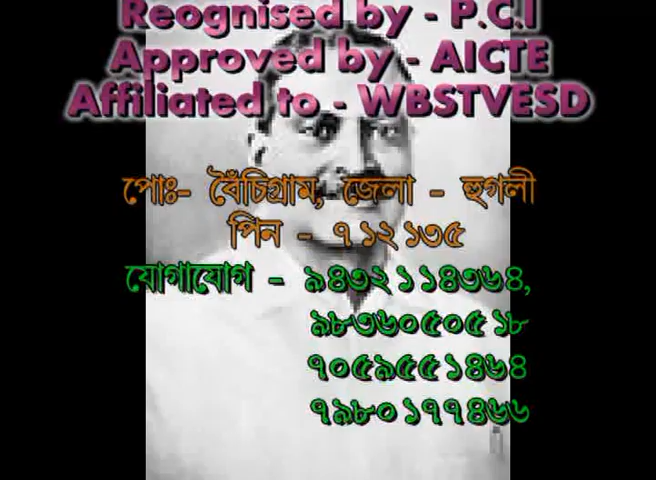 Reognised by - P.C.I
Approved by - AICTE
Affiliated to - WBSTVESD
পোঃ- বৈঁচিগ্রাম, জেলা - হুগলী
পিন - ৭১২১৩৫
যোগাযোগ - ৯৪৩২১১৪৩৬৪,
৯৮৩৬০৫০৫১৮
৭০৫৯৫৫১৪৬৪
৭৯৮০১৭৭৪৬৬